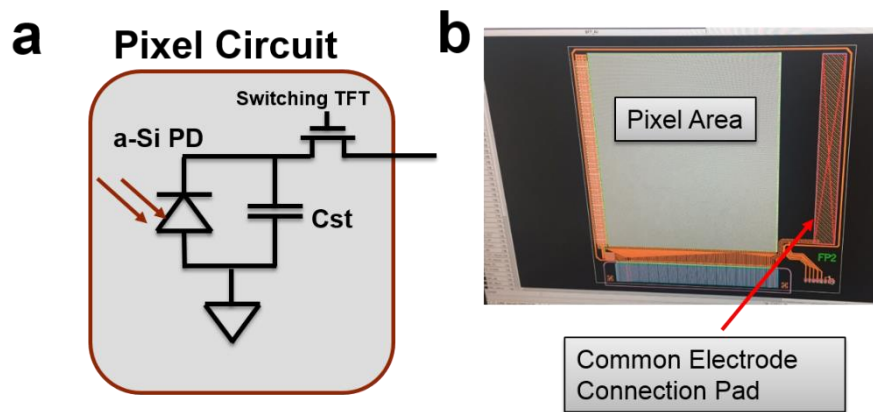 a
Pixel Circuit
Switching TFT
a-Si PD
Cst
b
Pixel Area
FP2
Common Electrode
Connection Pad